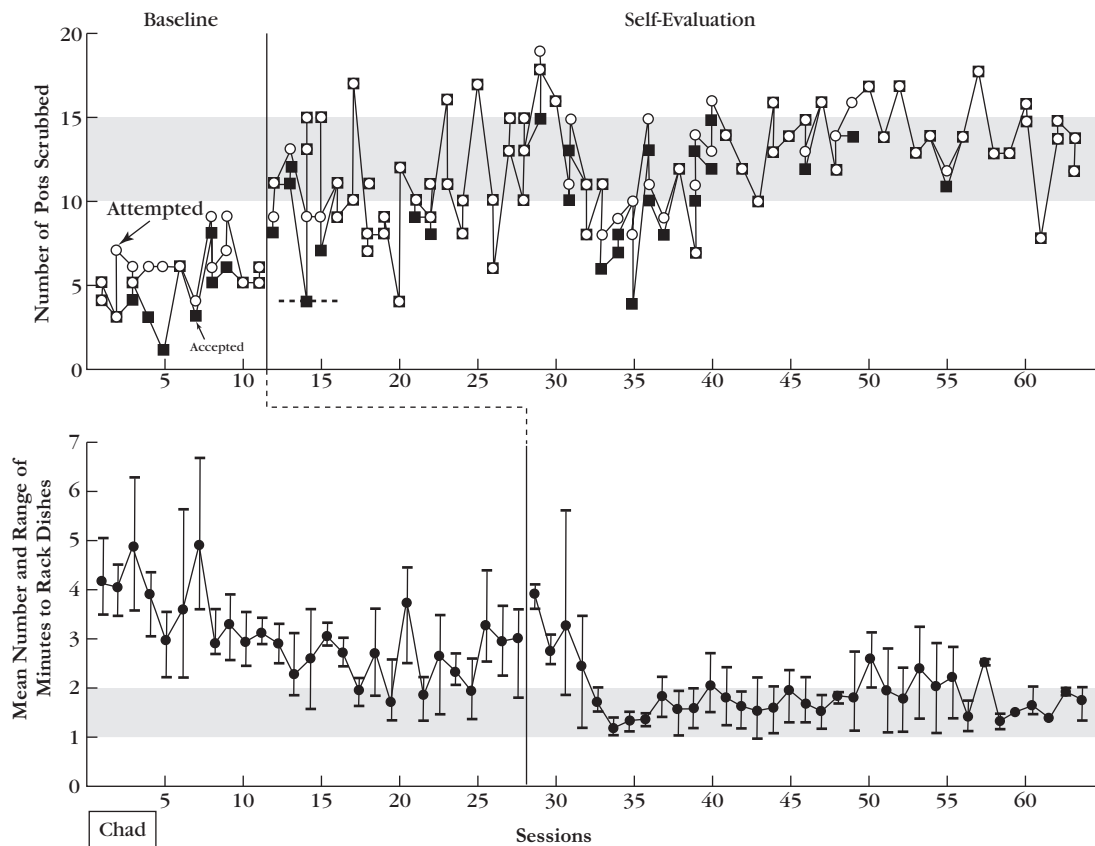 Baseline Self-Evaluation
20
15
10
5
0
Number of Pots Scrubbed
Attempted
Accepted
5 10 15 20 25 30 35 40 45 50 55 60
7
6
5
4
3
2
1
0
Mean Number and Range of
Minutes to Rack Dishes
5 10 15 20 25 30 35 40 45 50 55 60
Chad
Sessions